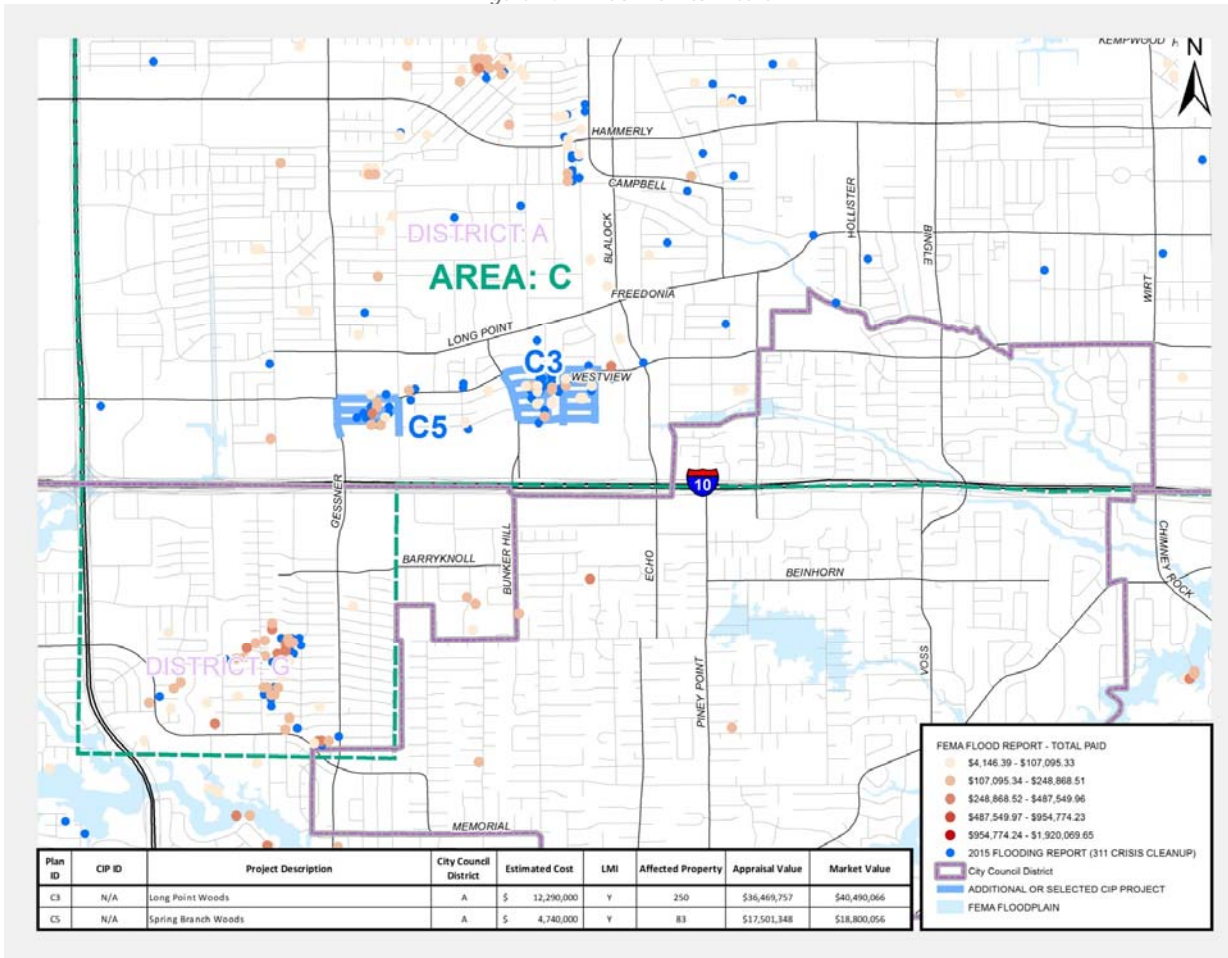 KEMPWOOD
N
HAMMERLY
CAMPBELL
HOLLISTER
BINGLE
BLALOCK
DISTRICT: A
AREA: C
FREEDONIA
WIRT
LONG POINT
C3
WESTVIEW
C5
10
GESSNER
BARRYKNOLL
BUNKER HILL
ECHO
BEINHORN
CHIMNEY ROCK
DISTRICT: G
PINEY POINT
VOSS
MEMORIAL
FEMA FLOOD REPORT - TOTAL PAID
$4,146.39 - $107,095.33
$107,095.34 - $248,868.51
$248,868.52 - $487,549.96
$487,549.97 - $954,774.23
$954,774.24 - $1,920,069.65
2015 FLOODING REPORT (311 CRISIS CLEANUP)
City Council District
ADDITIONAL OR SELECTED CIP PROJECT
FEMA FLOODPLAIN
Plan ID CIP ID Project Description City Council District Estimated Cost LMI Affected Property Appraisal Value Market Value
C3 N/A Long Point Woods A $ 12,290,000 Y 250 $36,469,757 $40,490,066
C5 N/A Spring Branch Woods A $ 4,740,000 Y 83 $17,501,348 $18,800,056